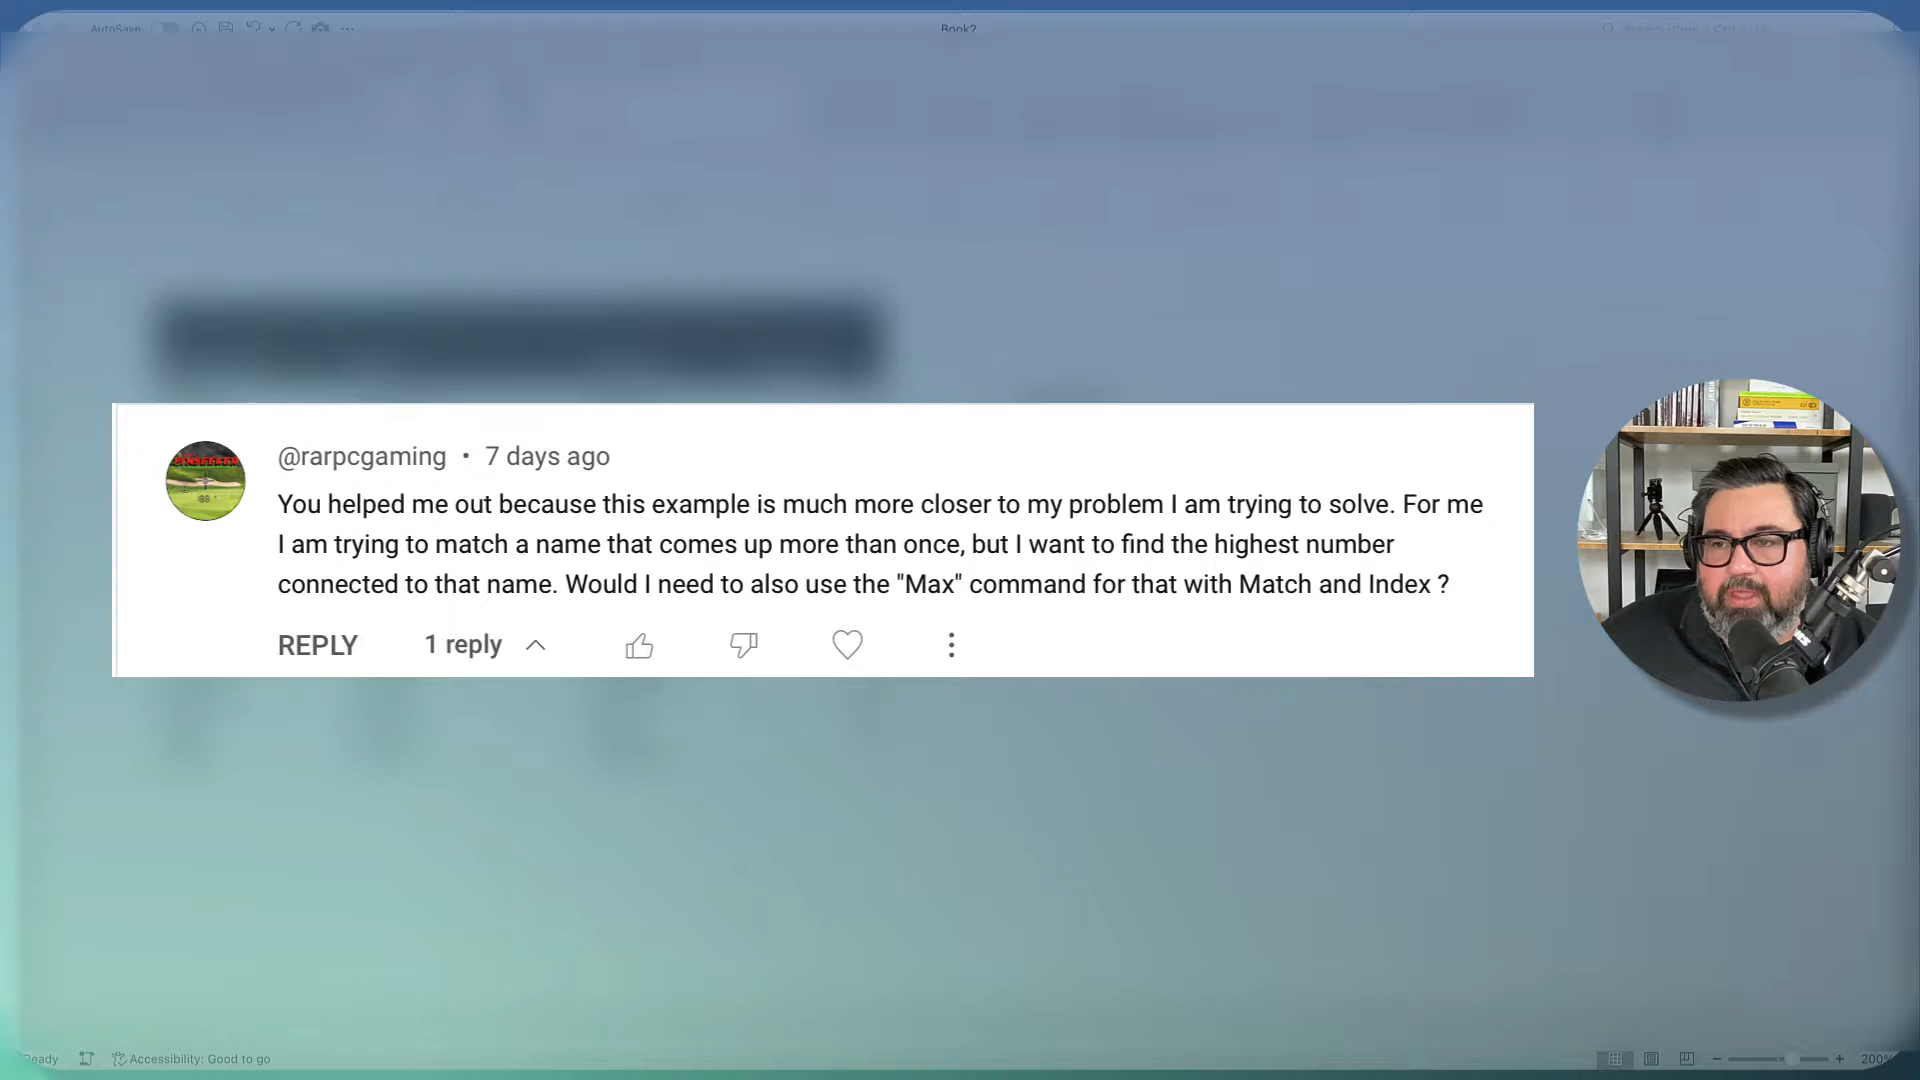 AutoSave
Book2
@rarpcgaming • 7 days ago
You helped me out because this example is much more closer to my problem I am trying to solve. For me
I am trying to match a name that comes up more than once, but I want to find the highest number
connected to that name. Would I need to also use the "Max" command for that with Match and Index ?
REPLY 1 reply
Ready Accessibility: Good to go 200%